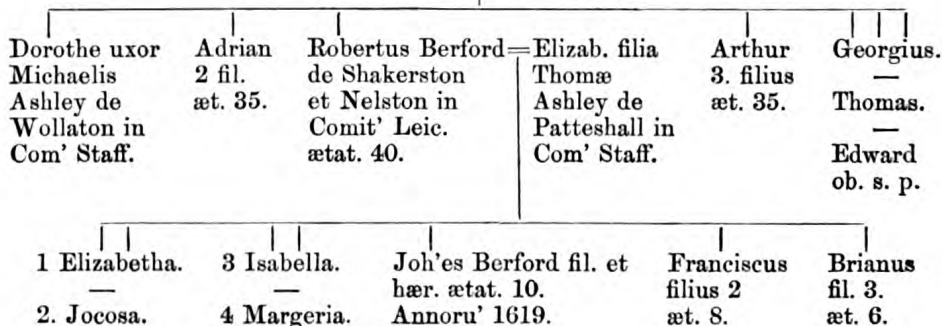 Dorothe uxor
Michaelis
Ashley de
Wollaton in
Com' Staff.
Adrian
2 fil.
æt. 35.
Robertus Berford=Elizab. filia
de Shakerston
et Nelston in
Comit' Leic.
ætat. 40.
Thomæ
Ashley de
Patteshall in
Com' Staff.
Arthur
3. filius
æt. 35.
Georgius.
—
Thomas.
—
Edward
ob. s. p.
1 Elizabetha.
—
2. Jocosa.
3 Isabella.
—
4 Margeria.
Joh'es Berford fil. et
hær. ætat. 10.
Annoru' 1619.
Franciscus
filius 2
æt. 8.
Brianus
fil. 3.
æt. 6.